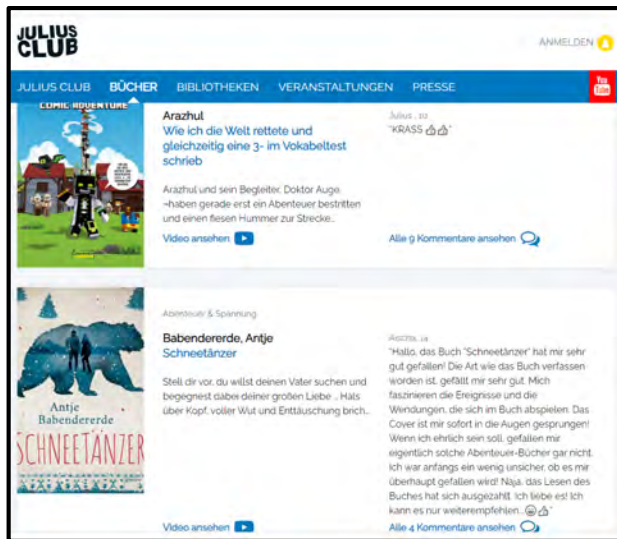 JULIUS
CLUB
ANMELDEN
JULIUS CLUB BÜCHER BIBLIOTHEKEN VERANSTALTUNGEN PRESSE
You
Tube
COMIC ADVENTURE
Arazhul
Wie ich die Welt rettete und
gleichzeitig eine 3- im Vokabeltest
schrieb
Arazhul und sein Begleiter, Doktor Auge,
¬haben gerade erst ein Abenteuer bestritten
und einen fiesen Hummer zur Strecke...
Video ansehen
Julius , 10
"KRASS 👍👍"
Alle 9 Kommentare ansehen
Abenteuer & Spannung
Babendererde, Antje
Schneetänzer
Stell dir vor, du willst deinen Vater suchen und
begegnest dabei deiner großen Liebe ... Hals
über Kopf, voller Wut und Enttäuschung brich...
Video ansehen
"Hallo, das Buch "Schneetänzer" hat mir sehr
gut gefallen! Die Art wie das Buch verfassen
worden ist, gefällt mir sehr gut. Mich
faszinieren die Ereignisse und die
Wendungen, die sich im Buch abspielen. Das
Cover ist mir sofort in die Augen gesprungen!
Wenn ich ehrlich sein soll, gefallen mir
eigentlich solche Abenteuer-Bücher gar nicht.
Ich war anfangs ein wenig unsicher, ob es mir
überhaupt gefallen wird! Naja, das Lesen des
Buches hat sich ausgezahlt. Ich liebe es! Ich
kann es nur weiterempfehlen...😄👍"
Alle 4 Kommentare ansehen
Antje
Babendererde
SCHNEETÄNZER